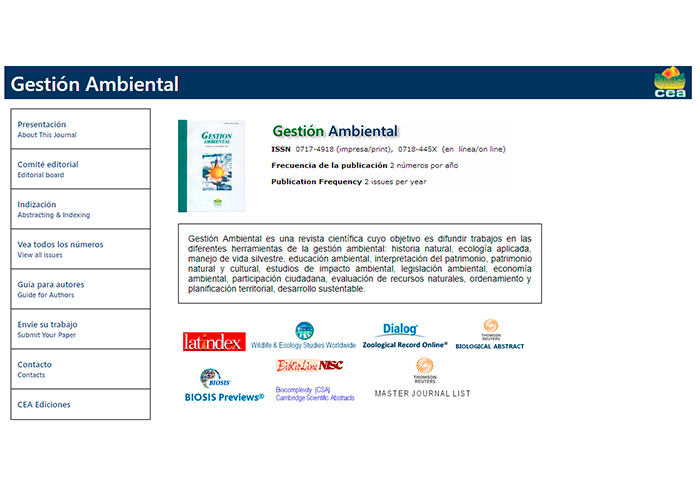 Gestión Ambiental
cea
Presentación
About This Journal
Comité editorial
Editorial board
Indización
Abstracting & Indexing
Vea todos los números
View all issues
Guía para autores
Guide for Authors
Envíe su trabajo
Submit Your Paper
Contacto
Contacts
CEA Ediciones
GESTION
AMBIENTAL
Gestión Ambiental
ISSN 0717-4918 (impresa/print), 0718-445X (en línea/on line)
Frecuencia de la publicación 2 números por año
Publication Frequency 2 issues per year
Gestión Ambiental es una revista científica cuyo objetivo es difundir trabajos en las
diferentes herramientas de la gestión ambiental: historia natural, ecología aplicada,
manejo de vida silvestre, educación ambiental, interpretación del patrimonio, patrimonio
natural y cultural, estudios de impacto ambiental, legislación ambiental, economía
ambiental, participación ciudadana, evaluación de recursos naturales, ordenamiento y
planificación territorial, desarrollo sustentable.
latindex
Wildlife & Ecology Studies Worldwide
Dialog
Zoological Record Online®
THOMSON
REUTERS
BIOLOGICAL ABSTRACT
BIOSIS
BIOSIS Previews®
BiblioLine NISC
Biocomplexity (CSA)
Cambridge Scientific Abstracts
THOMSON
REUTERS
MASTER JOURNAL LIST